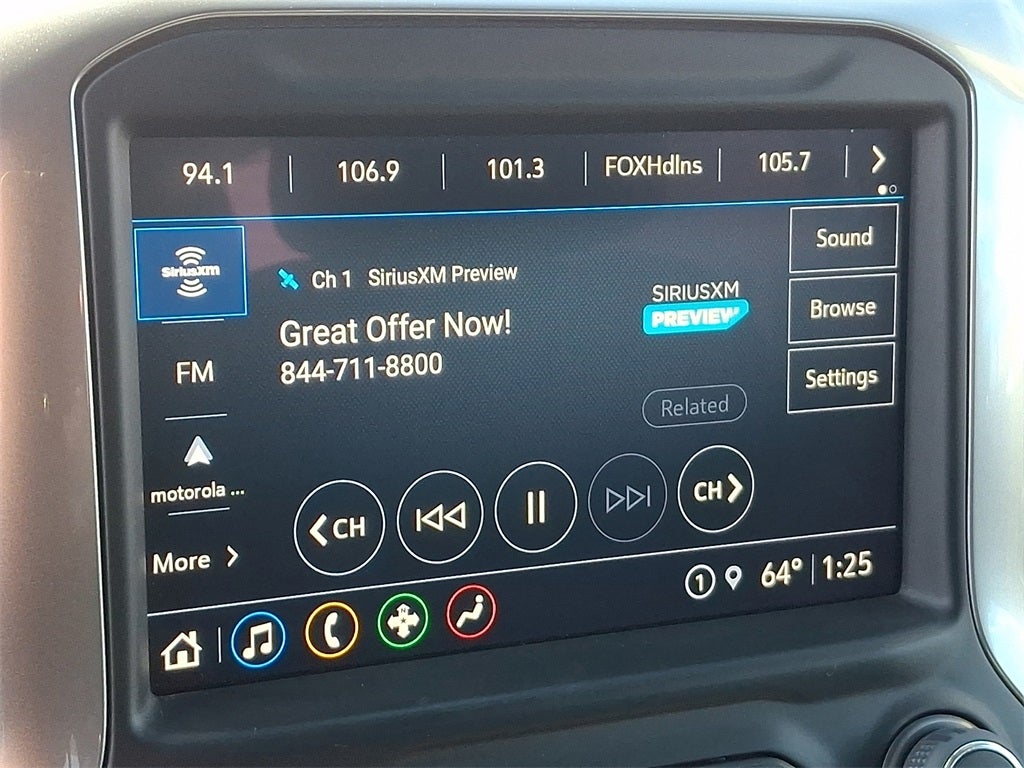 94.1 106.9 101.3 FOXHdlns 105.7
SiriusXM
Ch 1 SiriusXM Preview
Great Offer Now!
844-711-8800
SIRIUSXM
PREVIEW
Sound
Browse
Settings
Related
FM
motorola ...
More
CH
CH
1 64° 1:25
N